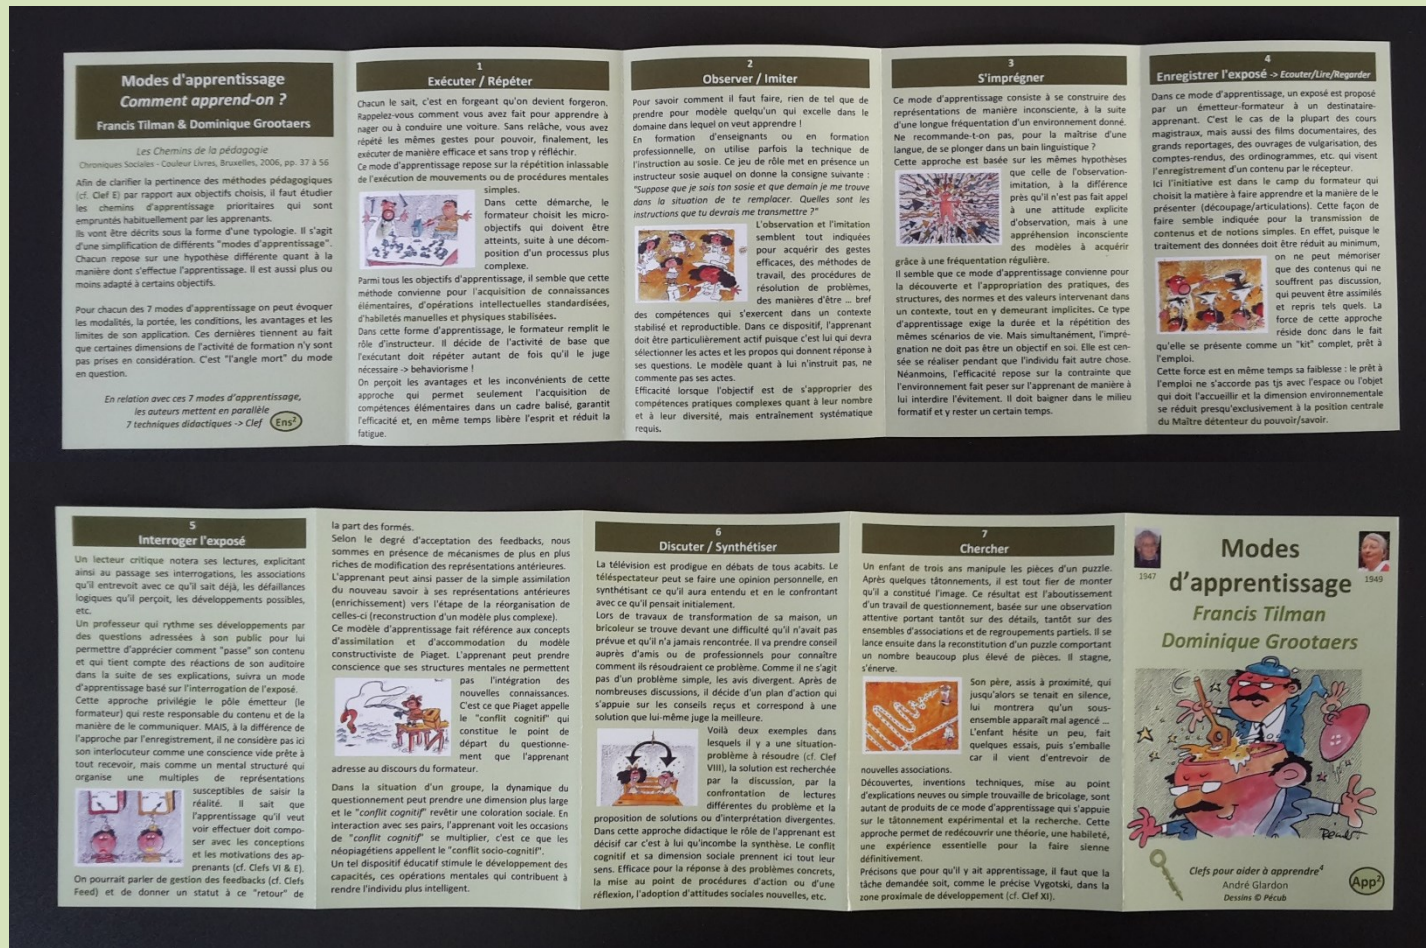 Modes d'apprentissage
Comment apprend-on ?
Francis Tilman & Dominique Grootaers
Les Chemins de la pédagogie
Chroniques Sociales - Couleur Livres, Bruxelles, 2006, pp. 37 à 56
Afin de clarifier la pertinence des méthodes pédagogiques
(cf. Clef E) par rapport aux objectifs choisis, il faut étudier
les chemins d'apprentissage prioritaires qui sont
empruntés habituellement par les apprenants.
Ils vont être décrits sous la forme d'une typologie. Il s'agit
d'une simplification de différents "modes d'apprentissage".
Chacun repose sur une hypothèse différente quant à la
manière dont s'effectue l'apprentissage. Il est aussi plus ou
moins adapté à certains objectifs.
Pour chacun des 7 modes d'apprentissage on peut évoquer
les modalités, la portée, les conditions, les avantages et les
limites de son application. Ces dernières tiennent au fait
que certaines dimensions de l'activité de formation n'y sont
pas prises en considération. C'est "l'angle mort" du mode
en question.
En relation avec ces 7 modes d'apprentissage,
les auteurs mettent en parallèle
7 techniques didactiques -> Clef Ens²
1
Exécuter / Répéter
Chacun le sait, c'est en forgeant qu'on devient forgeron.
Rappelez-vous comment vous avez fait pour apprendre à
nager ou à conduire une voiture. Sans relâche, vous avez
répété les mêmes gestes pour pouvoir, finalement, les
exécuter de manière efficace et sans trop y réfléchir.
Ce mode d'apprentissage repose sur la répétition inlassable
de l'exécution de mouvements ou de procédures mentales
simples.
Dans cette démarche, le
formateur choisit les micro-
objectifs qui doivent être
atteints, suite à une décom-
position d'un processus plus
complexe.
Parmi tous les objectifs d'apprentissage, il semble que cette
méthode convienne pour l'acquisition de connaissances
élémentaires, d'opérations intellectuelles standardisées,
d'habiletés manuelles et physiques stabilisées.
Dans cette forme d'apprentissage, le formateur remplit le
rôle d'instructeur. Il décide de l'activité de base que
l'exécutant doit répéter autant de fois qu'il le juge
nécessaire -> behaviorisme !
On perçoit les avantages et les inconvénients de cette
approche qui permet seulement l'acquisition de
compétences élémentaires dans un cadre balisé, garantit
l'efficacité et, en même temps libère l'esprit et réduit la
fatigue.
2
Observer / Imiter
Pour savoir comment il faut faire, rien de tel que de
prendre pour modèle quelqu'un qui excelle dans le
domaine dans lequel on veut apprendre !
En formation d'enseignants ou en formation
professionnelle, on utilise parfois la technique de
l'instruction au sosie. Ce jeu de rôle met en présence un
instructeur sosie auquel on donne la consigne suivante :
"Suppose que je sois ton sosie et que demain je me trouve
dans la situation de te remplacer. Quelles sont les
instructions que tu devrais me transmettre ?"
L'observation et l'imitation
semblent tout indiquées
pour acquérir des gestes
efficaces, des méthodes de
travail, des procédures de
résolution de problèmes,
des manières d'être ... bref
des compétences qui s'exercent dans un contexte
stabilisé et reproductible. Dans ce dispositif, l'apprenant
doit être particulièrement actif puisque c'est lui qui devra
sélectionner les actes et les propos qui donnent réponse à
ses questions. Le modèle quant à lui n'instruit pas, ne
commente pas ses actes.
Efficacité lorsque l'objectif est de s'approprier des
compétences pratiques complexes quant à leur nombre
et à leur diversité, mais entraînement systématique
requis.
3
S'imprégner
Ce mode d'apprentissage consiste à se construire des
représentations de manière inconsciente, à la suite
d'une longue fréquentation d'un environnement donné.
Ne recommande-t-on pas, pour la maîtrise d'une
langue, de se plonger dans un bain linguistique ?
Cette approche est basée sur les mêmes hypothèses
que celle de l'observation-
imitation, à la différence
près qu'il n'est pas fait appel
à une attitude explicite
d'observation, mais à une
appréhension inconsciente
des modèles à acquérir
grâce à une fréquentation régulière.
Il semble que ce mode d'apprentissage convienne pour
la découverte et l'appropriation des pratiques, des
structures, des normes et des valeurs intervenant dans
un contexte, tout en y demeurant implicites. Ce type
d'apprentissage exige la durée et la répétition des
mêmes scénarios de vie. Mais simultanément, l'impré-
gnation ne doit pas être un objectif en soi. Elle est cen-
sée se réaliser pendant que l'individu fait autre chose.
Néanmoins, l'efficacité repose sur la contrainte que
l'environnement fait peser sur l'apprenant de manière à
lui interdire l'évitement. Il doit baigner dans le milieu
formatif et y rester un certain temps.
4
Enregistrer l'exposé -> Ecouter/Lire/Regarder
Dans ce mode d'apprentissage, un exposé est proposé
par un émetteur-formateur à un destinataire-
apprenant. C'est le cas de la plupart des cours
magistraux, mais aussi des films documentaires, des
grands reportages, des ouvrages de vulgarisation, des
comptes-rendus, des ordinogrammes, etc. qui visent
l'enregistrement d'un contenu par le récepteur.
Ici l'initiative est dans le camp du formateur qui
choisit la matière à faire apprendre et la manière de le
présenter (découpage/articulations). Cette façon de
faire semble indiquée pour la transmission de
contenus et de notions simples. En effet, puisque le
traitement des données doit être réduit au minimum,
on ne peut mémoriser
que des contenus qui ne
souffrent pas discussion,
qui peuvent être assimilés
et repris tels quels. La
force de cette approche
réside donc dans le fait
qu'elle se présente comme un "kit" complet, prêt à
l'emploi.
Cette force est en même temps sa faiblesse : le prêt à
l'emploi ne s'accorde pas tjs avec l'espace ou l'objet
qui doit l'accueillir et la dimension environnementale
se réduit presqu'exclusivement à la position centrale
du Maître détenteur du pouvoir/savoir.
5
Interroger l'exposé
Un lecteur critique notera ses lectures, explicitant
ainsi au passage ses interrogations, les associations
qu'il entrevoit avec ce qu'il sait déjà, les défaillances
logiques qu'il perçoit, les développements possibles,
etc.
Un professeur qui rythme ses développements par
des questions adressées à son public pour lui
permettre d'apprécier comment "passe" son contenu
et qui tient compte des réactions de son auditoire
dans la suite de ses explications, suivra un mode
d'apprentissage basé sur l'interrogation de l'exposé.
Cette approche privilégie le pôle émetteur (le
formateur) qui reste responsable du contenu et de la
manière de le communiquer. MAIS, à la différence de
l'approche par l'enregistrement, il ne considère pas ici
son interlocuteur comme une conscience vide prête à
tout recevoir, mais comme un mental structuré qui
organise une multiples de représentations
susceptibles de saisir la
réalité. Il sait que
l'apprentissage qu'il veut
voir effectuer doit compo-
ser avec les conceptions
et les motivations des ap-
prenants (cf. Clefs VI & E).
On pourrait parler de gestion des feedbacks (cf. Clefs
Feed) et de donner un statut à ce "retour" de
la part des formés.
Selon le degré d'acceptation des feedbacks, nous
sommes en présence de mécanismes de plus en plus
riches de modification des représentations antérieures.
L'apprenant peut ainsi passer de la simple assimilation
du nouveau savoir à ses représentations antérieures
(enrichissement) vers l'étape de la réorganisation de
celles-ci (reconstruction d'un modèle plus complexe).
Ce modèle d'apprentissage fait référence aux concepts
d'assimilation et d'accommodation du modèle
constructiviste de Piaget. L'apprenant peut prendre
conscience que ses structures mentales ne permettent
pas l'intégration des
nouvelles connaissances.
C'est ce que Piaget appelle
le "conflit cognitif" qui
constitue le point de
départ du questionne-
ment que l'apprenant
adresse au discours du formateur.
Dans la situation d'un groupe, la dynamique du
questionnement peut prendre une dimension plus large
et le "conflit cognitif" revêtir une coloration sociale. En
interaction avec ses pairs, l'apprenant voit les occasions
de "conflit cognitif" se multiplier, c'est ce que les
néopiagétiens appellent le "conflit socio-cognitif".
Un tel dispositif éducatif stimule le développement des
capacités, ces opérations mentales qui contribuent à
rendre l'individu plus intelligent.
6
Discuter / Synthétiser
La télévision est prodigue en débats de tous acabits. Le
téléspectateur peut se faire une opinion personnelle, en
synthétisant ce qu'il aura entendu et en le confrontant
avec ce qu'il pensait initialement.
Lors de travaux de transformation de sa maison, un
bricoleur se trouve devant une difficulté qu'il n'avait pas
prévue et qu'il n'a jamais rencontrée. Il va prendre conseil
auprès d'amis ou de professionnels pour connaître
comment ils résoudraient ce problème. Comme il ne s'agit
pas d'un problème simple, les avis divergent. Après de
nombreuses discussions, il décide d'un plan d'action qui
s'appuie sur les conseils reçus et correspond à une
solution que lui-même juge la meilleure.
Voilà deux exemples dans
lesquels il y a une situation-
problème à résoudre (cf. Clef
VIII), la solution est recherchée
par la discussion, par la
confrontation de lectures
différentes du problème et la
proposition de solutions ou d'interprétation divergentes.
Dans cette approche didactique le rôle de l'apprenant est
décisif car c'est à lui qu'incombe la synthèse. Le conflit
cognitif et sa dimension sociale prennent ici tout leur
sens. Efficace pour la réponse à des problèmes concrets,
la mise au point de procédures d'action ou d'une
réflexion, l'adoption d'attitudes sociales nouvelles, etc.
7
Chercher
Un enfant de trois ans manipule les pièces d'un puzzle.
Après quelques tâtonnements, il est tout fier de monter
qu'il a constitué l'image. Ce résultat est l'aboutissement
d'un travail de questionnement, basée sur une observation
attentive portant tantôt sur des détails, tantôt sur des
ensembles d'associations et de regroupements partiels. Il se
lance ensuite dans la reconstitution d'un puzzle comportant
un nombre beaucoup plus élevé de pièces. Il stagne,
s'énerve.
Son père, assis à proximité, qui
jusqu'alors se tenait en silence,
lui montrera qu'un sous-
ensemble apparaît mal agencé ...
L'enfant hésite un peu, fait
quelques essais, puis s'emballe
car il vient d'entrevoir de
nouvelles associations.
Découvertes, inventions techniques, mise au point
d'explications neuves ou simple trouvaille de bricolage, sont
autant de produits de ce mode d'apprentissage qui s'appuie
sur le tâtonnement expérimental et la recherche. Cette
approche permet de redécouvrir une théorie, une habileté,
une expérience essentielle pour la faire sienne
définitivement.
Précisons que pour qu'il y ait apprentissage, il faut que la
tâche demandée soit, comme le précise Vygotski, dans la
zone proximale de développement (cf. Clef XI).
1947
1949
Modes
d'apprentissage
Francis Tilman
Dominique Grootaers
Pécub
Clefs pour aider à apprendre⁴
André Glardon
Dessins © Pécub
App²